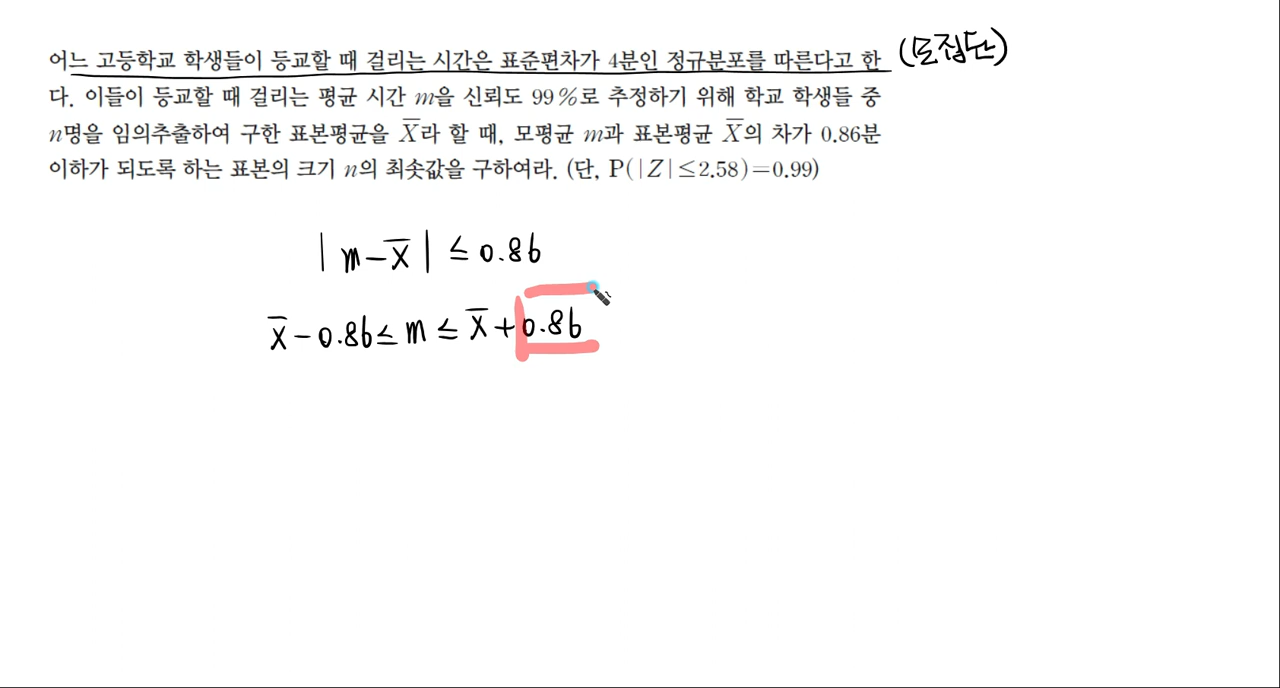 어느 고등학교 학생들이 등교할 때 걸리는 시간은 표준편차가 4분인 정규분포를 따른다고 한 (모집단)
다. 이들이 등교할 때 걸리는 평균 시간 m을 신뢰도 99%로 추정하기 위해 학교 학생들 중
n명을 임의추출하여 구한 표본평균을 X̅라 할 때, 모평균 m과 표본평균 X̅의 차가 0.86분
이하가 되도록 하는 표본의 크기 n의 최솟값을 구하여라. (단, P(|Z|≤2.58)=0.99)
|m-X̅| ≤ 0.86
X̅-0.86≤ m ≤ X̅+0.86